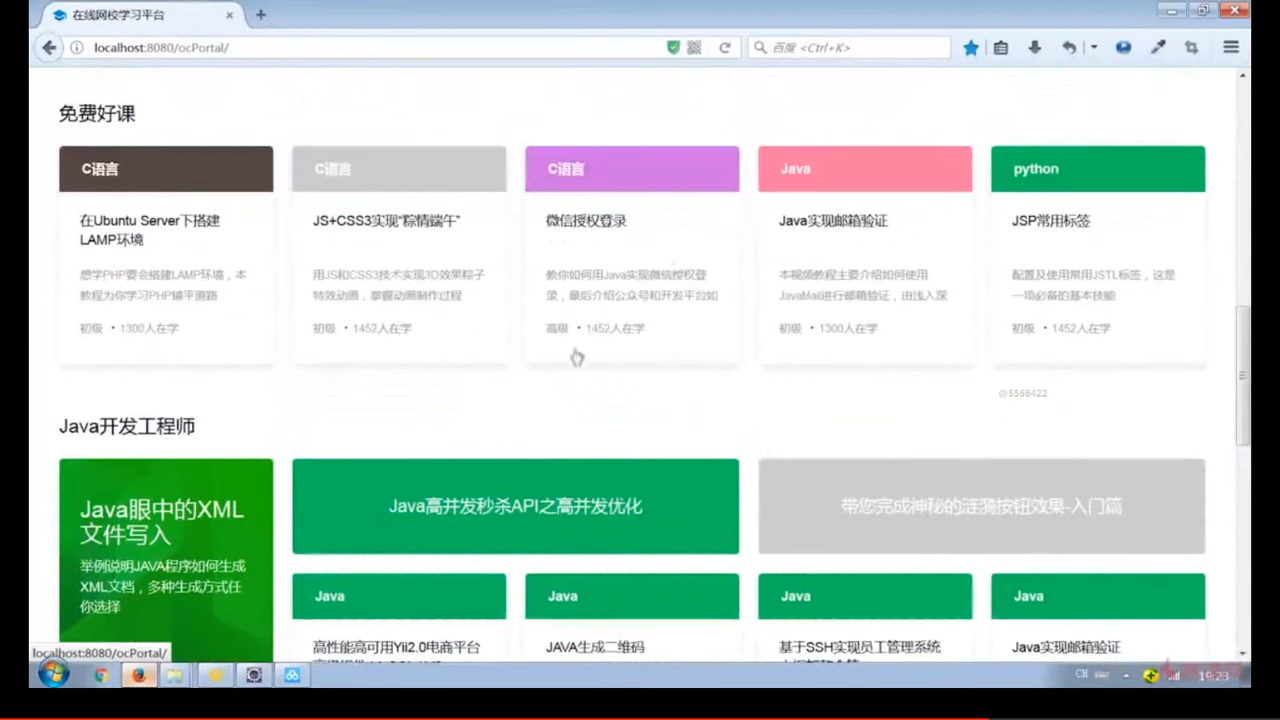 在线网校学习平台
localhost:8080/ocPortal/
百度 <Ctrl+K>
免费好课
C语言
C语言
C语言
Java
python
在Ubuntu Server下搭建
LAMP环境
JS+CSS3实现“粽情端午”
微信授权登录
Java实现邮箱验证
JSP常用标签
想学PHP要会搭建LAMP环境，本
教程为你学习PHP铺平道路
用JS和CSS3技术实现3D效果粽子
特效动画，掌握动画制作过程
教你如何用Java实现微信授权登
录，最后介绍公众号和开发平台如
本视频教程主要介绍如何使用
JavaMail进行邮箱验证，由浅入深
配置及使用常用JSTL标签，这是
一项必备的基本技能
初级 · 1300人在学
初级 · 1452人在学
高级 · 1452人在学
初级 · 1300人在学
初级 · 1452人在学
@5566422
Java开发工程师
Java眼中的XML
文件写入
举例说明JAVA程序如何生成
XML文档，多种生成方式任
你选择
Java高并发秒杀API之高并发优化
带您完成神秘的涟漪按钮效果-入门篇
Java
Java
Java
Java
高性能高可用Yii2.0电商平台
JAVA生成二维码
基于SSH实现员工管理系统
Java实现邮箱验证
localhost:8080/ocPortal/
CH
19:23